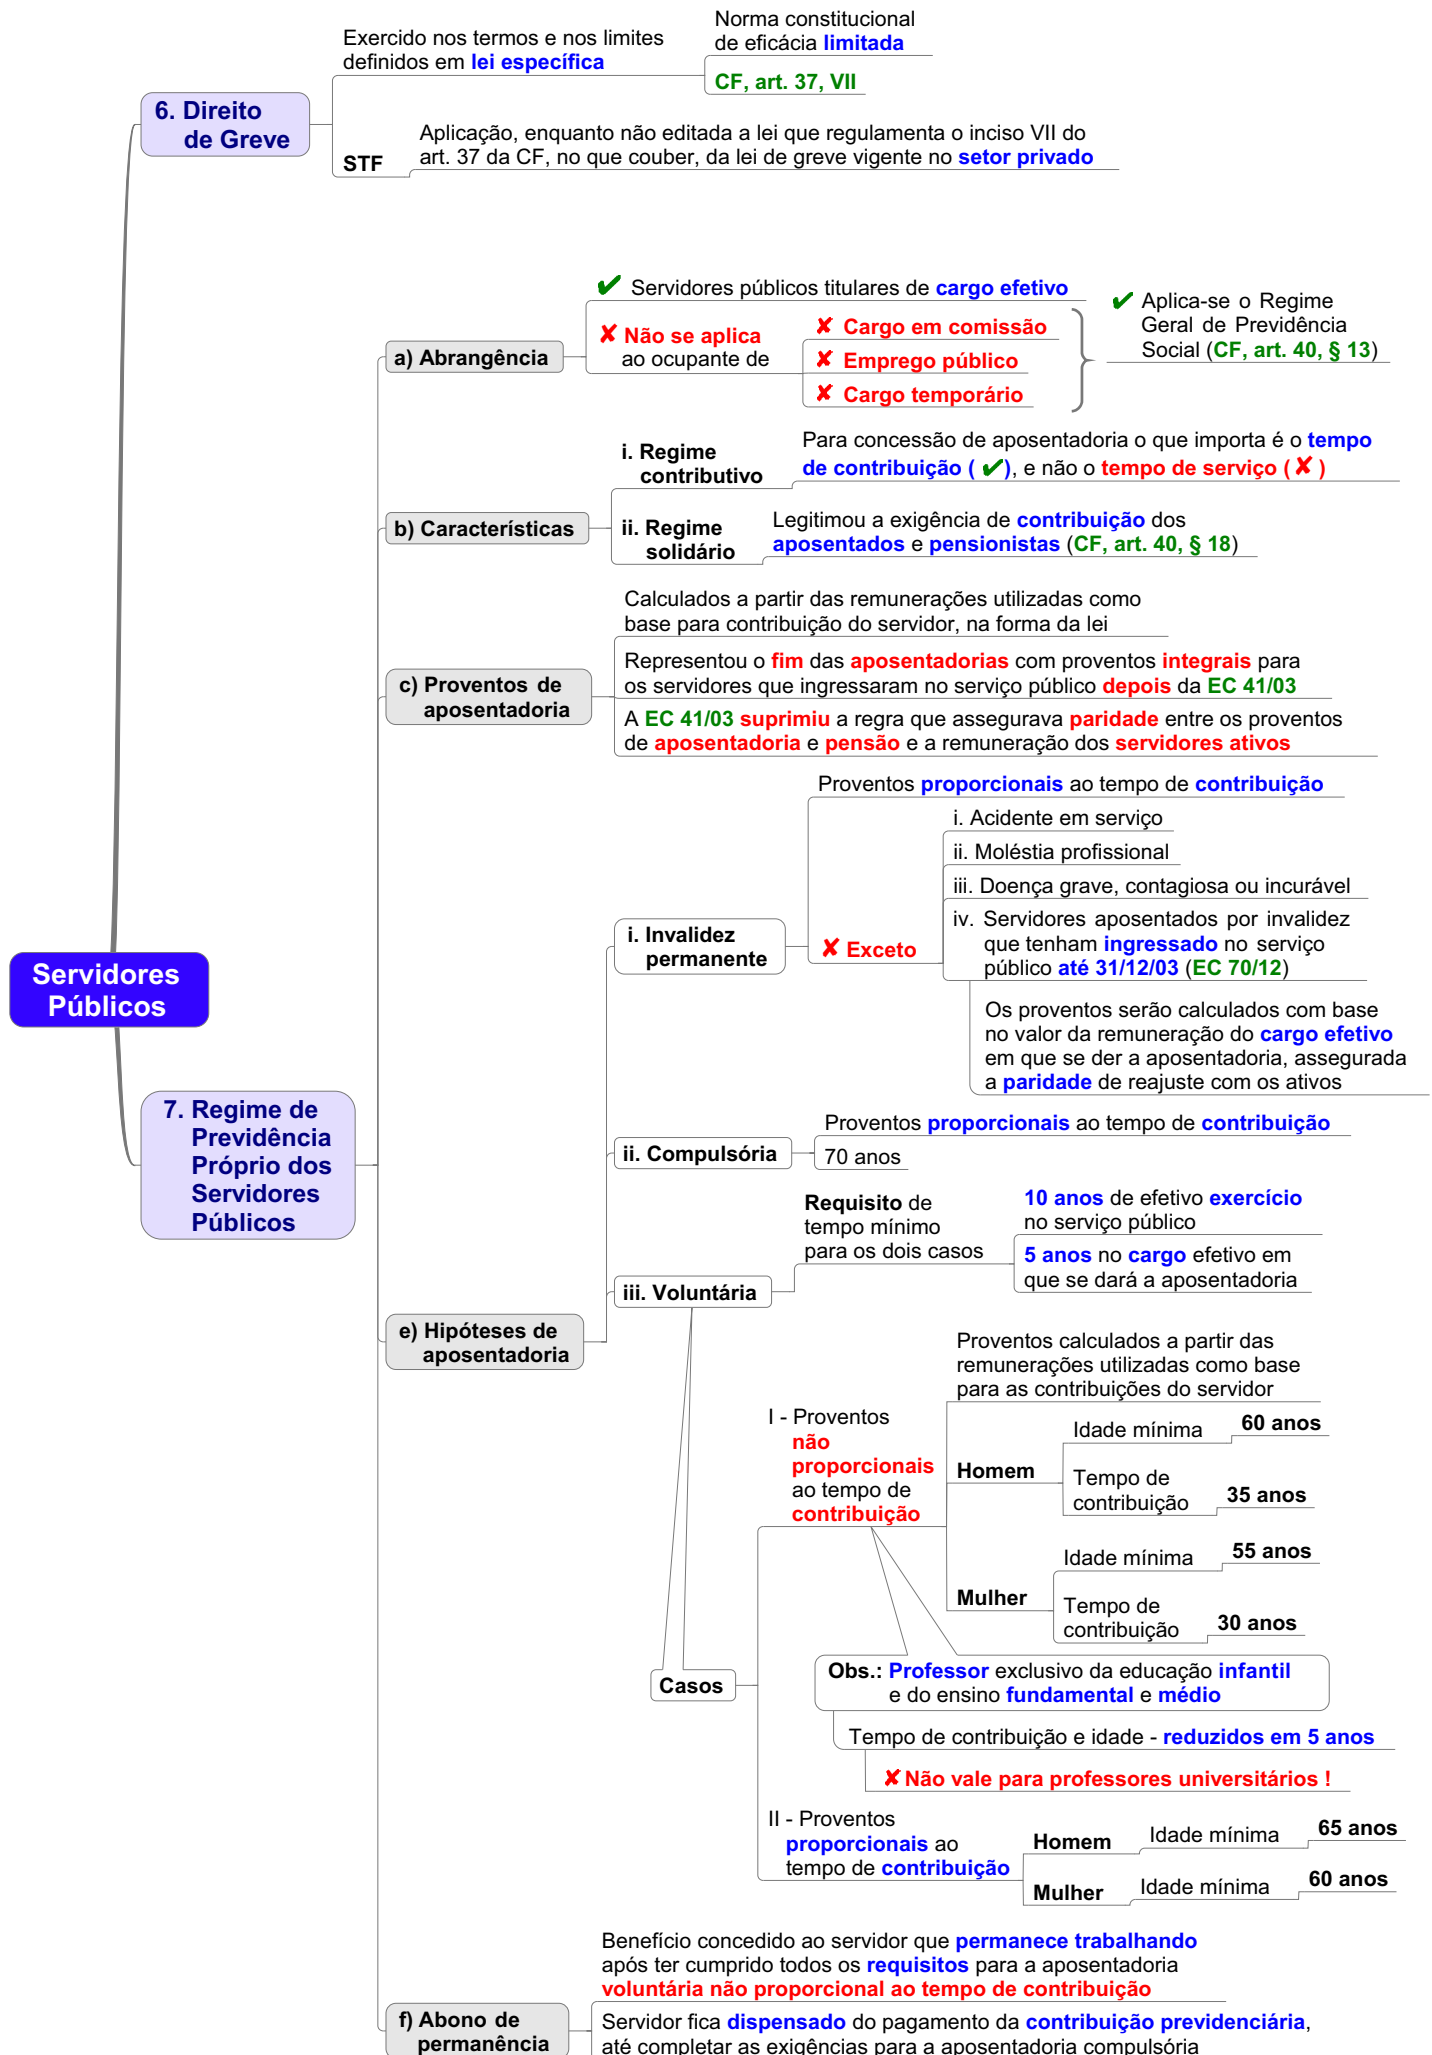 Servidores
Públicos
6. Direito
de Greve
Exercido nos termos e nos limites
definidos em lei específica
Norma constitucional
de eficácia limitada
CF, art. 37, VII
STF
Aplicação, enquanto não editada a lei que regulamenta o inciso VII do
art. 37 da CF, no que couber, da lei de greve vigente no setor privado
7. Regime de
Previdência
Próprio dos
Servidores
Públicos
a) Abrangência
✔ Servidores públicos titulares de cargo efetivo
✘ Não se aplica
ao ocupante de
✘ Cargo em comissão
✘ Emprego público
✘ Cargo temporário
✔ Aplica-se o Regime
Geral de Previdência
Social (CF, art. 40, § 13)
b) Características
i. Regime
contributivo
Para concessão de aposentadoria o que importa é o tempo
de contribuição ( ✔), e não o tempo de serviço ( ✘ )
ii. Regime
solidário
Legitimou a exigência de contribuição dos
aposentados e pensionistas (CF, art. 40, § 18)
c) Proventos de
aposentadoria
Calculados a partir das remunerações utilizadas como
base para contribuição do servidor, na forma da lei
Representou o fim das aposentadorias com proventos integrais para
os servidores que ingressaram no serviço público depois da EC 41/03
A EC 41/03 suprimiu a regra que assegurava paridade entre os proventos
de aposentadoria e pensão e a remuneração dos servidores ativos
e) Hipóteses de
aposentadoria
i. Invalidez
permanente
Proventos proporcionais ao tempo de contribuição
✘ Exceto
i. Acidente em serviço
ii. Moléstia profissional
iii. Doença grave, contagiosa ou incurável
iv. Servidores aposentados por invalidez
que tenham ingressado no serviço
público até 31/12/03 (EC 70/12)
Os proventos serão calculados com base
no valor da remuneração do cargo efetivo
em que se der a aposentadoria, assegurada
a paridade de reajuste com os ativos
ii. Compulsória
Proventos proporcionais ao tempo de contribuição
70 anos
iii. Voluntária
Requisito de
tempo mínimo
para os dois casos
10 anos de efetivo exercício
no serviço público
5 anos no cargo efetivo em
que se dará a aposentadoria
Casos
I - Proventos
não
proporcionais
ao tempo de
contribuição
Proventos calculados a partir das
remunerações utilizadas como base
para as contribuições do servidor
Homem
Idade mínima
60 anos
Tempo de
contribuição
35 anos
Mulher
Idade mínima
55 anos
Tempo de
contribuição
30 anos
Obs.: Professor exclusivo da educação infantil
e do ensino fundamental e médio
Tempo de contribuição e idade - reduzidos em 5 anos
✘ Não vale para professores universitários !
II - Proventos
proporcionais ao
tempo de contribuição
Homem
Idade mínima
65 anos
Mulher
Idade mínima
60 anos
f) Abono de
permanência
Benefício concedido ao servidor que permanece trabalhando
após ter cumprido todos os requisitos para a aposentadoria
voluntária não proporcional ao tempo de contribuição
Servidor fica dispensado do pagamento da contribuição previdenciária,
até completar as exigências para a aposentadoria compulsória